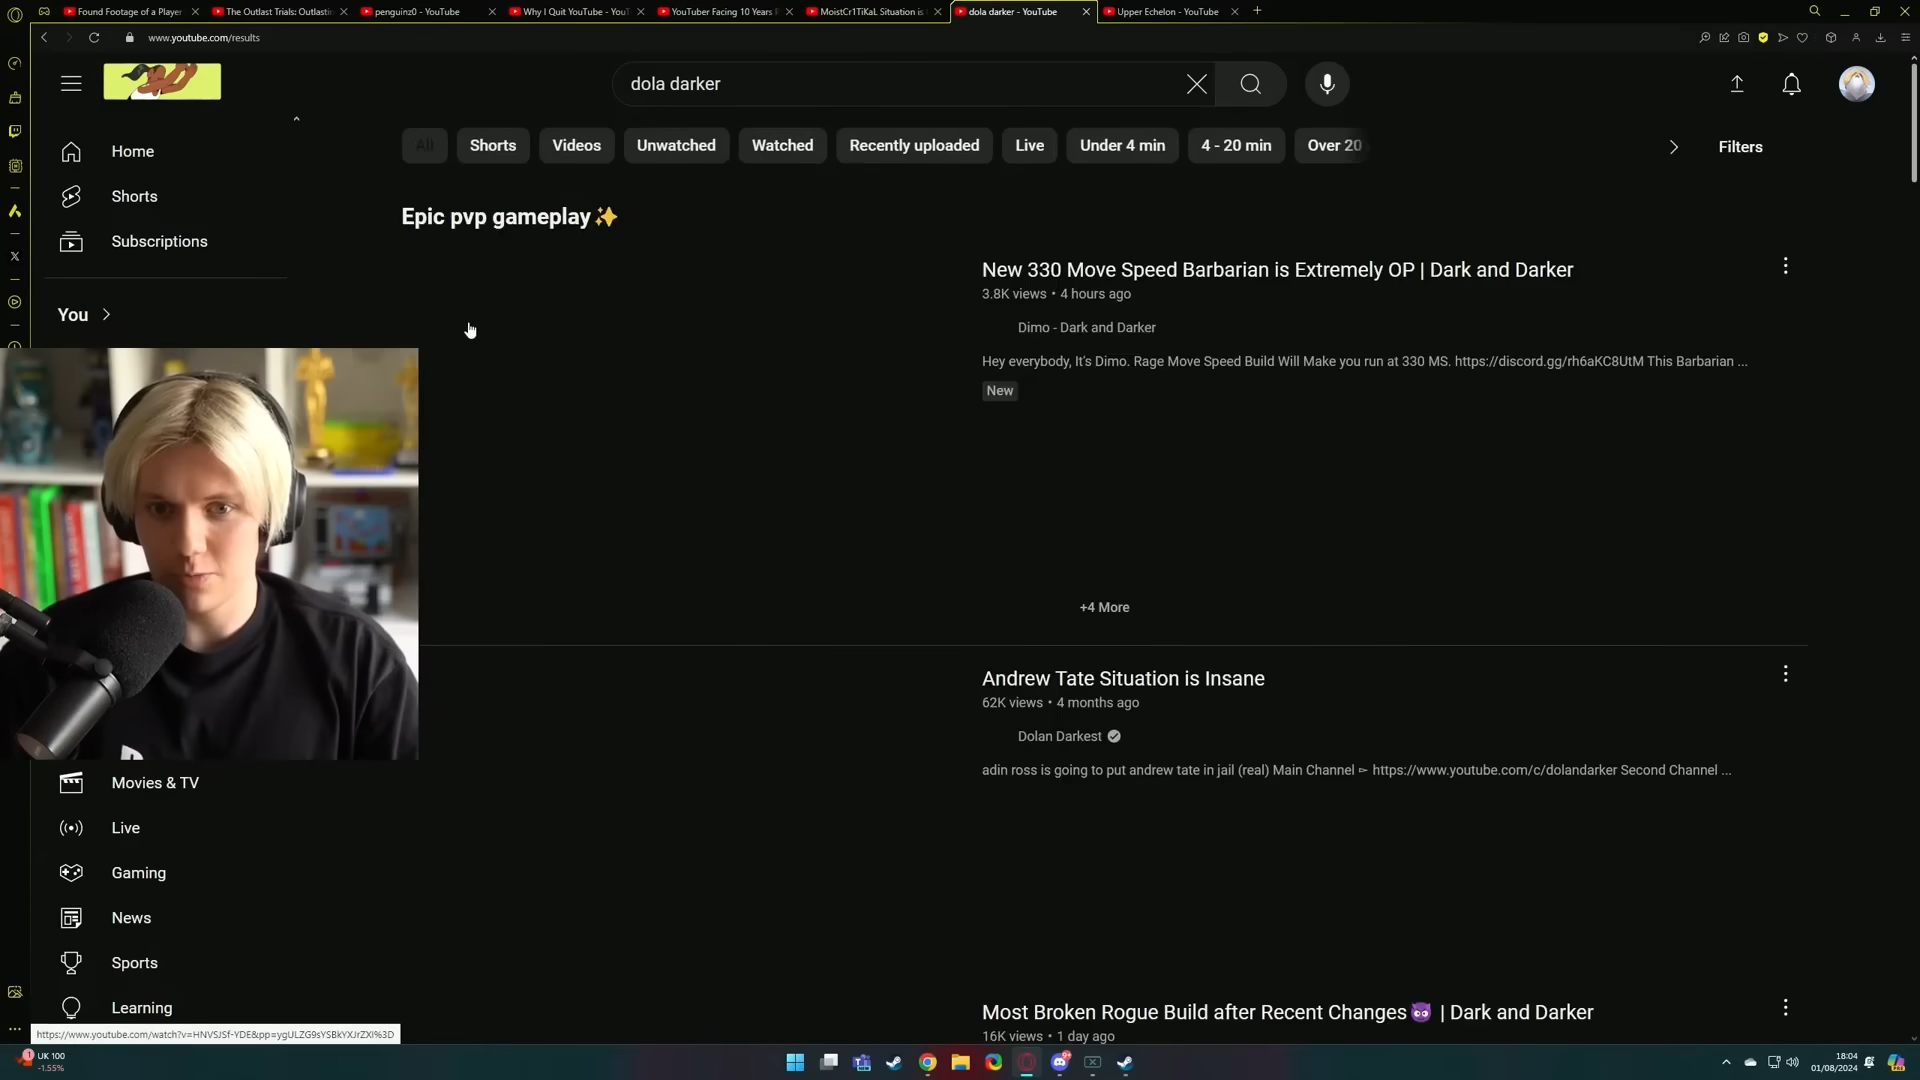 Found Footage of a Player
The Outlast Trials: Outlastin
penguinz0 - YouTube
Why I Quit YouTube - YouT
YouTuber Facing 10 Years
MoistCr1TiKaL Situation is
dola darker - YouTube
Upper Echelon - YouTube
www.youtube.com/results
dola darker
Home
Shorts
Subscriptions
You
All
Shorts
Videos
Unwatched
Watched
Recently uploaded
Live
Under 4 min
4 - 20 min
Over 20
Filters
Epic pvp gameplay✨
New 330 Move Speed Barbarian is Extremely OP | Dark and Darker
3.8K views • 4 hours ago
Dimo - Dark and Darker
Hey everybody, It's Dimo. Rage Move Speed Build Will Make you run at 330 MS. https://discord.gg/rh6aKC8UtM This Barbarian ...
New
+4 More
Andrew Tate Situation is Insane
62K views • 4 months ago
Dolan Darkest
adin ross is going to put andrew tate in jail (real) Main Channel ► https://www.youtube.com/c/dolandarker Second Channel ...
Movies & TV
Live
Gaming
News
Sports
Learning
Most Broken Rogue Build after Recent Changes😈 | Dark and Darker
16K views • 1 day ago
https://www.youtube.com/watch?v=HNVSJSf-YDE&pp=ygULZG9sYSBkYXJrZXI%3D
1
UK 100
-1.55%
18:04
01/08/2024